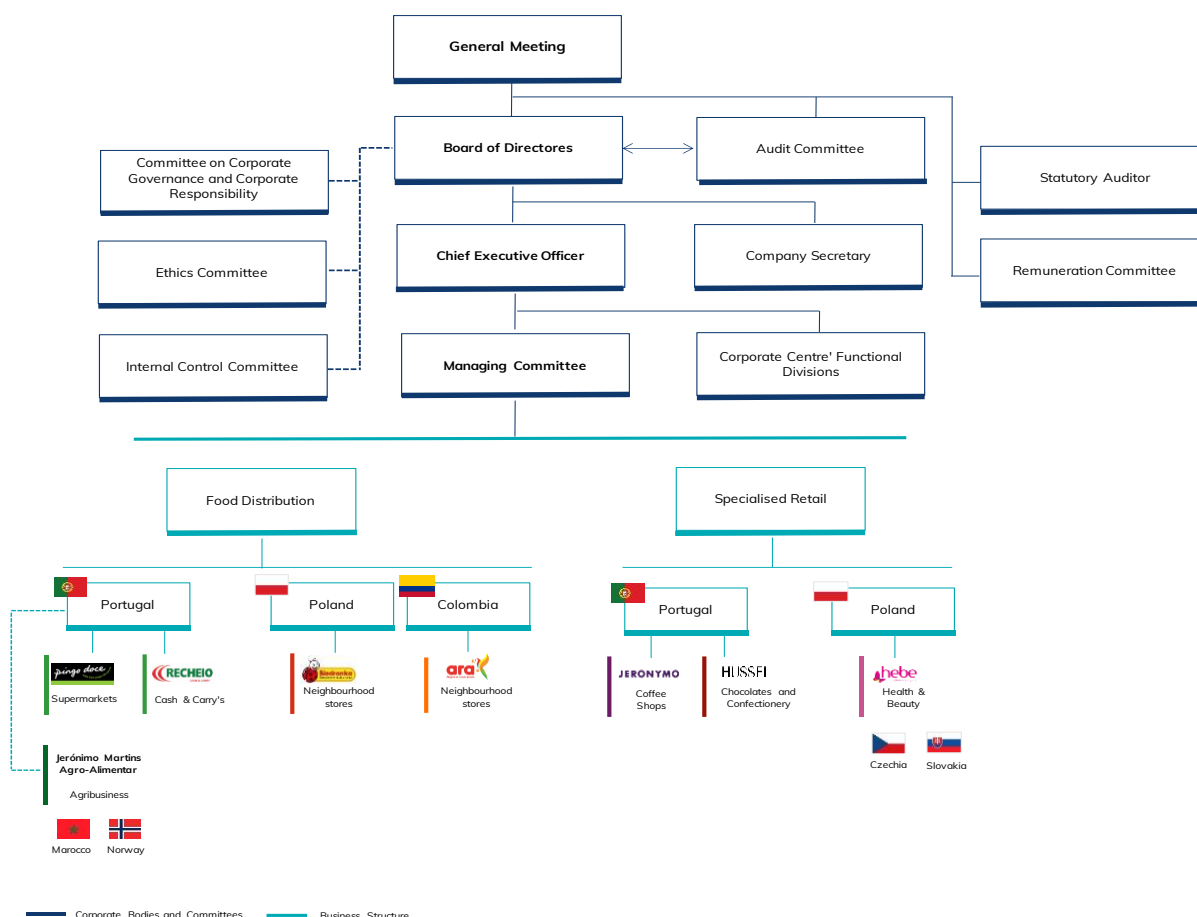 General Meeting
Board of Directores
Audit Committee
Committee on Corporate
Governance and Corporate
Responsibility
Statutory Auditor
Chief Executive Officer
Company Secretary
Ethics Committee
Remuneration Committee
Internal Control Committee
Managing Committee
Corporate Centre' Functional
Divisions
Food Distribution
Specialised Retail
Portugal
Poland
Colombia
Portugal
Poland
pingo doce
Supermarkets
RECHEIO
Cash & Carry's
Biedronka
Neighbourhood
stores
ara
Neighbourhood
stores
JERONYMO
Coffee
Shops
HUSSEL
Chocolates and
Confectionery
hebe
Health &
Beauty
Czechia
Slovakia
Jerónimo Martins
Agro-Alimentar
Agribusiness
Marocco
Norway
Corporate Bodies and Committees
Business Structure